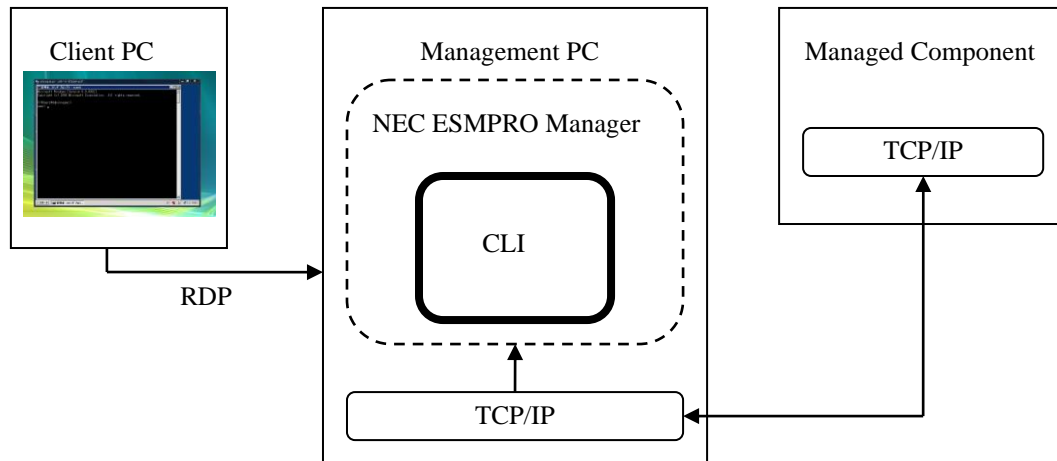 Client PC
Management PC
Managed Component
NEC ESMPRO Manager
TCP/IP
CLI
RDP
TCP/IP